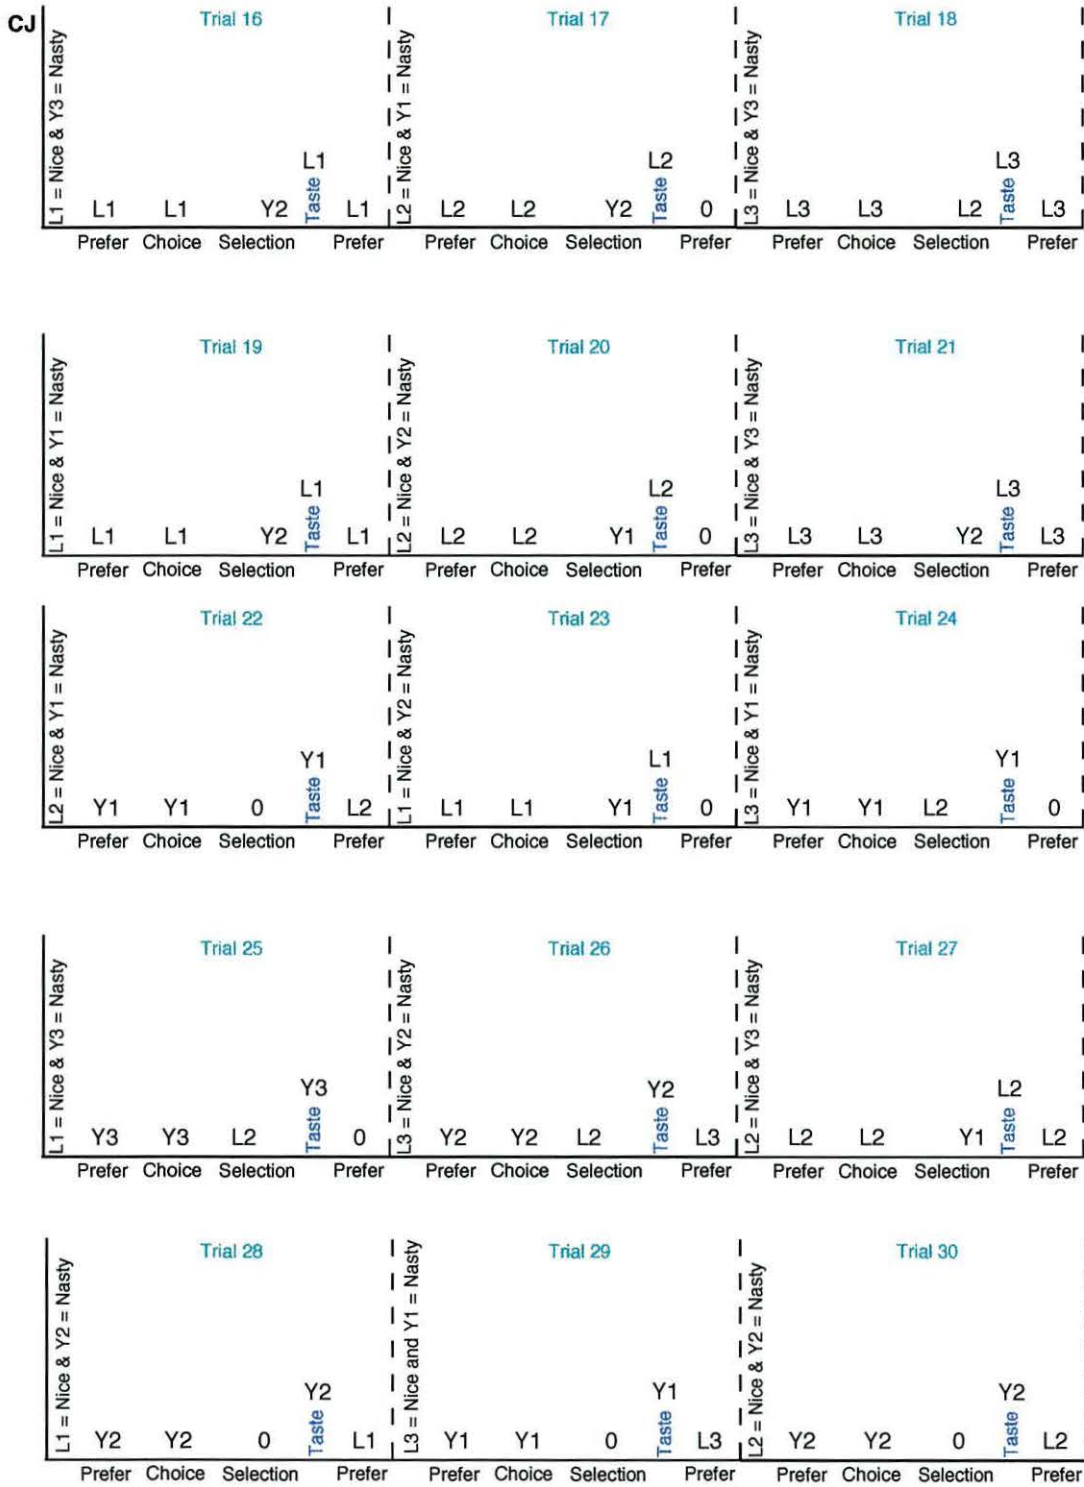 CJ
Trial 16 Trial 17 Trial 18
L1 = Nice & Y3 = Nasty
L2 = Nice & Y1 = Nasty
L3 = Nice & Y3 = Nasty
L1 L2 L3
Taste Taste Taste
L1 L1 Y2 L1 L2 L2 Y2 0 L3 L3 L2 L3
Prefer Choice Selection Prefer Prefer Choice Selection Prefer Prefer Choice Selection Prefer
Trial 19 Trial 20 Trial 21
L1 = Nice & Y1 = Nasty
L2 = Nice & Y2 = Nasty
L3 = Nice & Y3 = Nasty
L1 L2 L3
Taste Taste Taste
L1 L1 Y2 L1 L2 L2 Y1 0 L3 L3 Y2 L3
Prefer Choice Selection Prefer Prefer Choice Selection Prefer Prefer Choice Selection Prefer
Trial 22 Trial 23 Trial 24
L2 = Nice & Y1 = Nasty
L1 = Nice & Y2 = Nasty
L3 = Nice & Y1 = Nasty
Y1 L1 Y1
Taste Taste Taste
Y1 Y1 0 L2 L1 L1 Y1 0 Y1 Y1 L2 0
Prefer Choice Selection Prefer Prefer Choice Selection Prefer Prefer Choice Selection Prefer
Trial 25 Trial 26 Trial 27
L1 = Nice & Y3 = Nasty
L3 = Nice & Y2 = Nasty
L2 = Nice & Y3 = Nasty
Y3 Y2 L2
Taste Taste Taste
Y3 Y3 L2 0 Y2 Y2 L2 L3 L2 L2 Y1 L2
Prefer Choice Selection Prefer Prefer Choice Selection Prefer Prefer Choice Selection Prefer
Trial 28 Trial 29 Trial 30
L1 = Nice & Y2 = Nasty
L3 = Nice and Y1 = Nasty
L2 = Nice & Y2 = Nasty
Y2 Y1 Y2
Taste Taste Taste
Y2 Y2 0 L1 Y1 Y1 0 L3 Y2 Y2 0 L2
Prefer Choice Selection Prefer Prefer Choice Selection Prefer Prefer Choice Selection Prefer